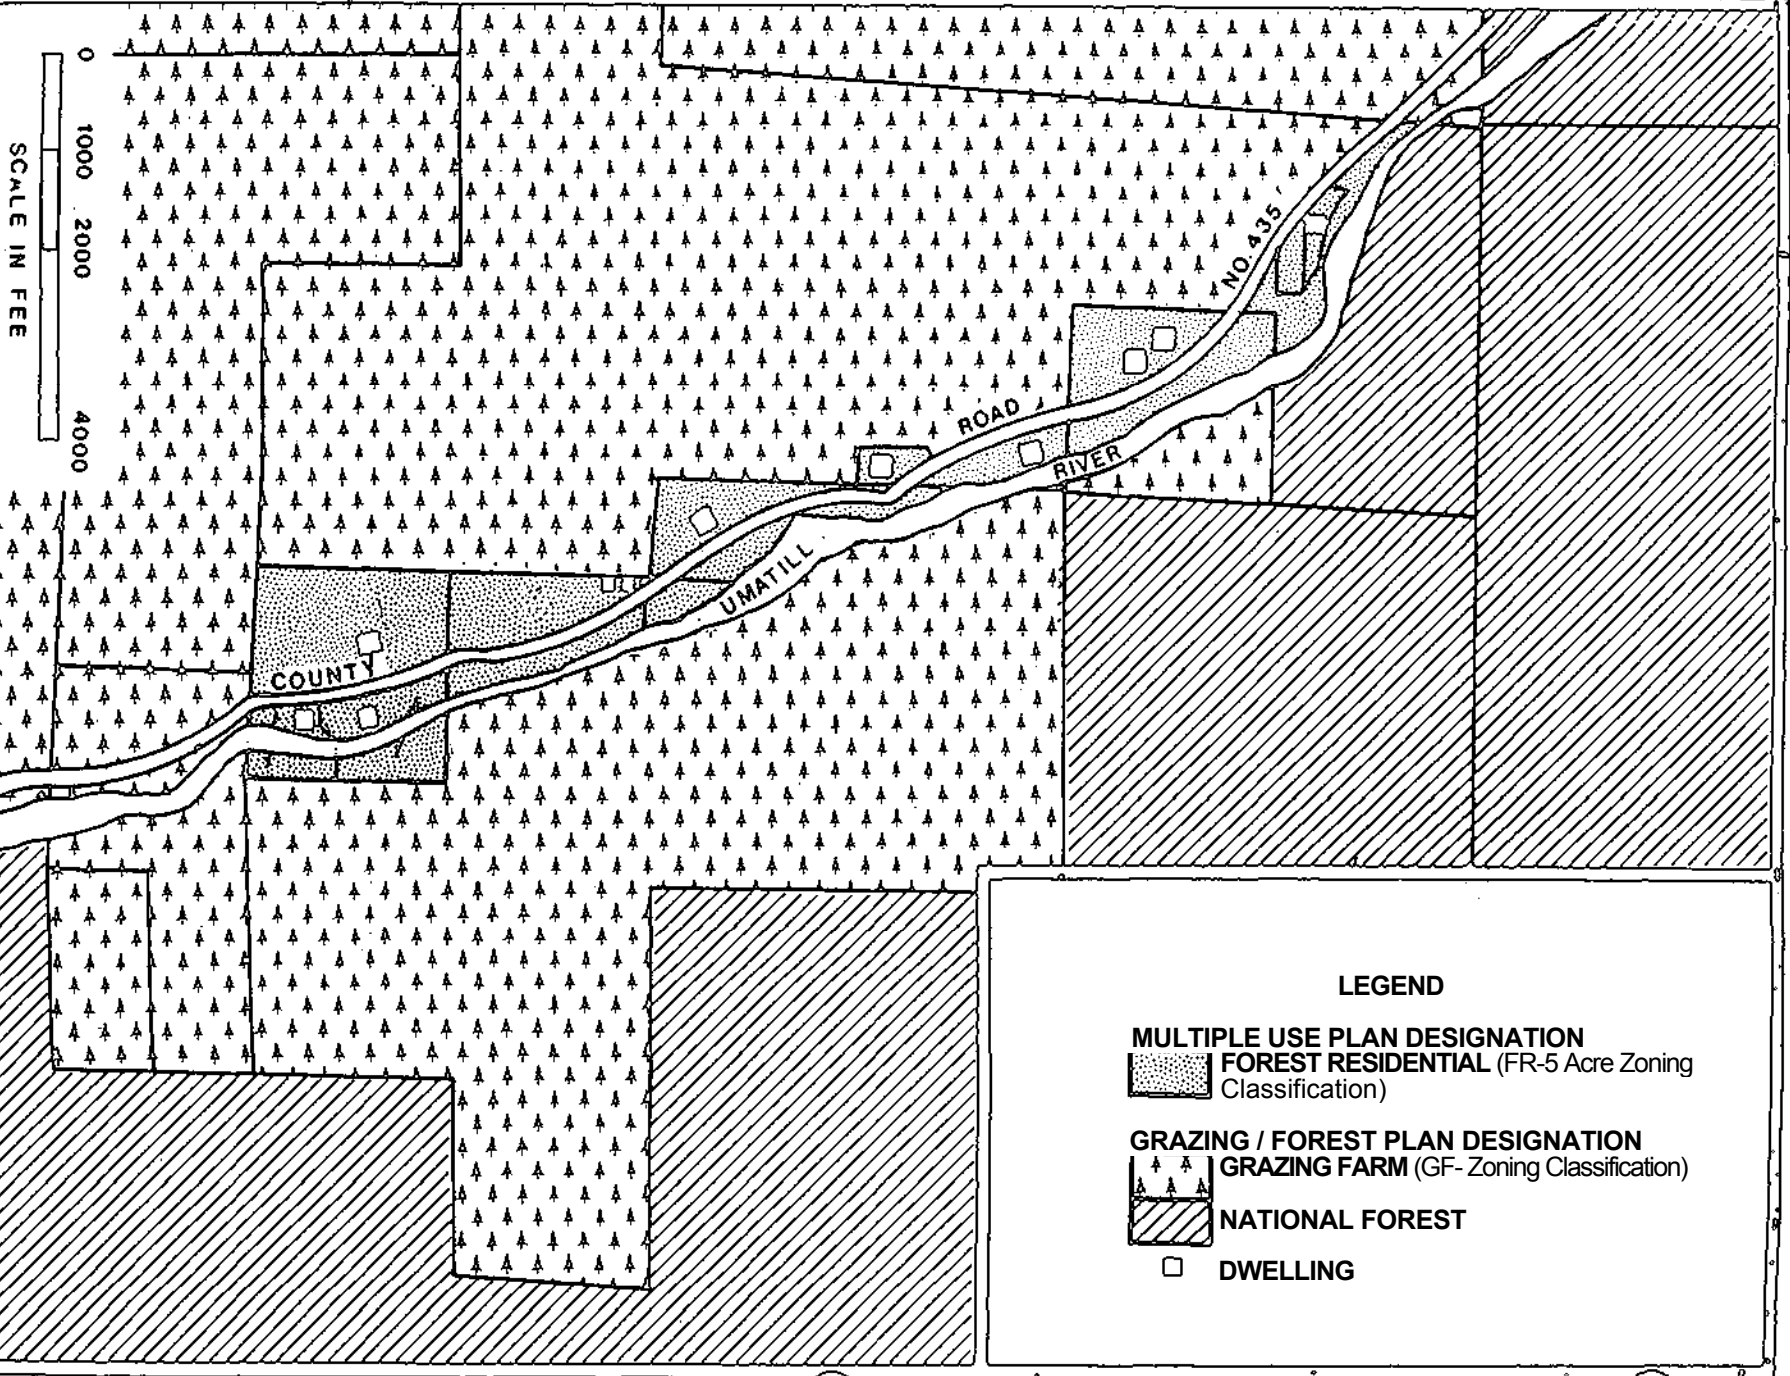 0
1000
2000
4000
SCALE IN FEE
NO. 435
ROAD
RIVER
UMATILL
COUNTY
LEGEND
MULTIPLE USE PLAN DESIGNATION
FOREST RESIDENTIAL (FR-5 Acre Zoning
Classification)
GRAZING / FOREST PLAN DESIGNATION
GRAZING FARM (GF- Zoning Classification)
NATIONAL FOREST
DWELLING